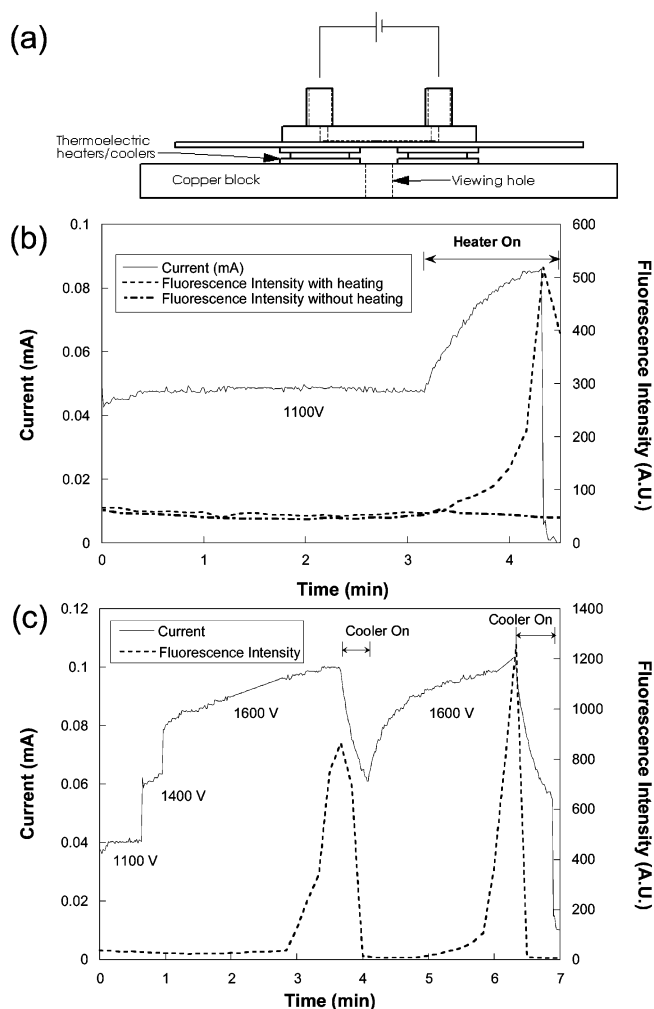 (a)
Thermoelectric
heaters/coolers
Copper block
Viewing hole
(b)
0.1
0.08
0.06
0.04
0.02
0
Current (mA)
600
500
400
300
200
100
0
Fluorescence Intensity (A.U.)
Heater On
Current (mA)
Fluorescence Intensity with heating
Fluorescence Intensity without heating
1100V
0 1 2 3 4
Time (min)
(c)
0.12
0.1
0.08
0.06
0.04
0.02
0
Current (mA)
1400
1200
1000
800
600
400
200
0
Fluorescence Intensity (A.U.)
Current
Fluorescence Intensity
Cooler On
Cooler On
1600 V
1600 V
1400 V
1100 V
0 1 2 3 4 5 6 7
Time (min)